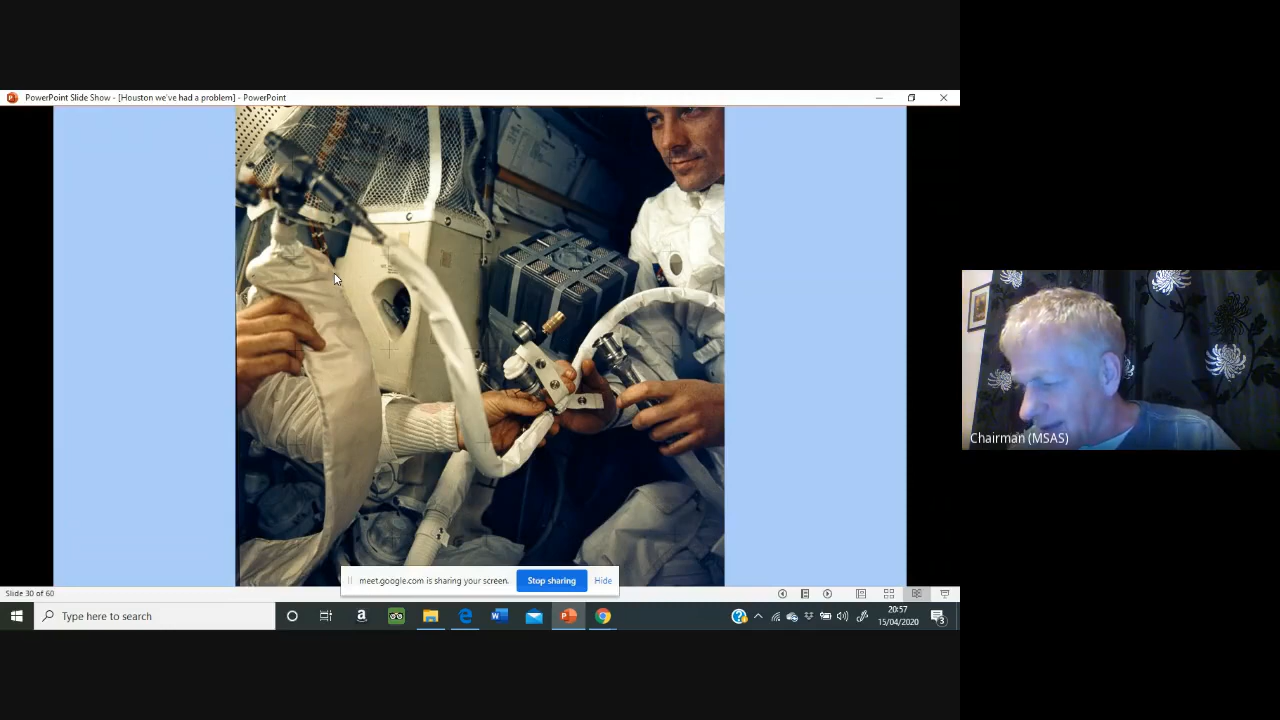 PowerPoint Slide Show - [Houston we've had a problem] - PowerPoint
Chairman (MSAS)
meet.google.com is sharing your screen.
Stop sharing
Hide
Slide 30 of 60
Type here to search
20:57
15/04/2020
3